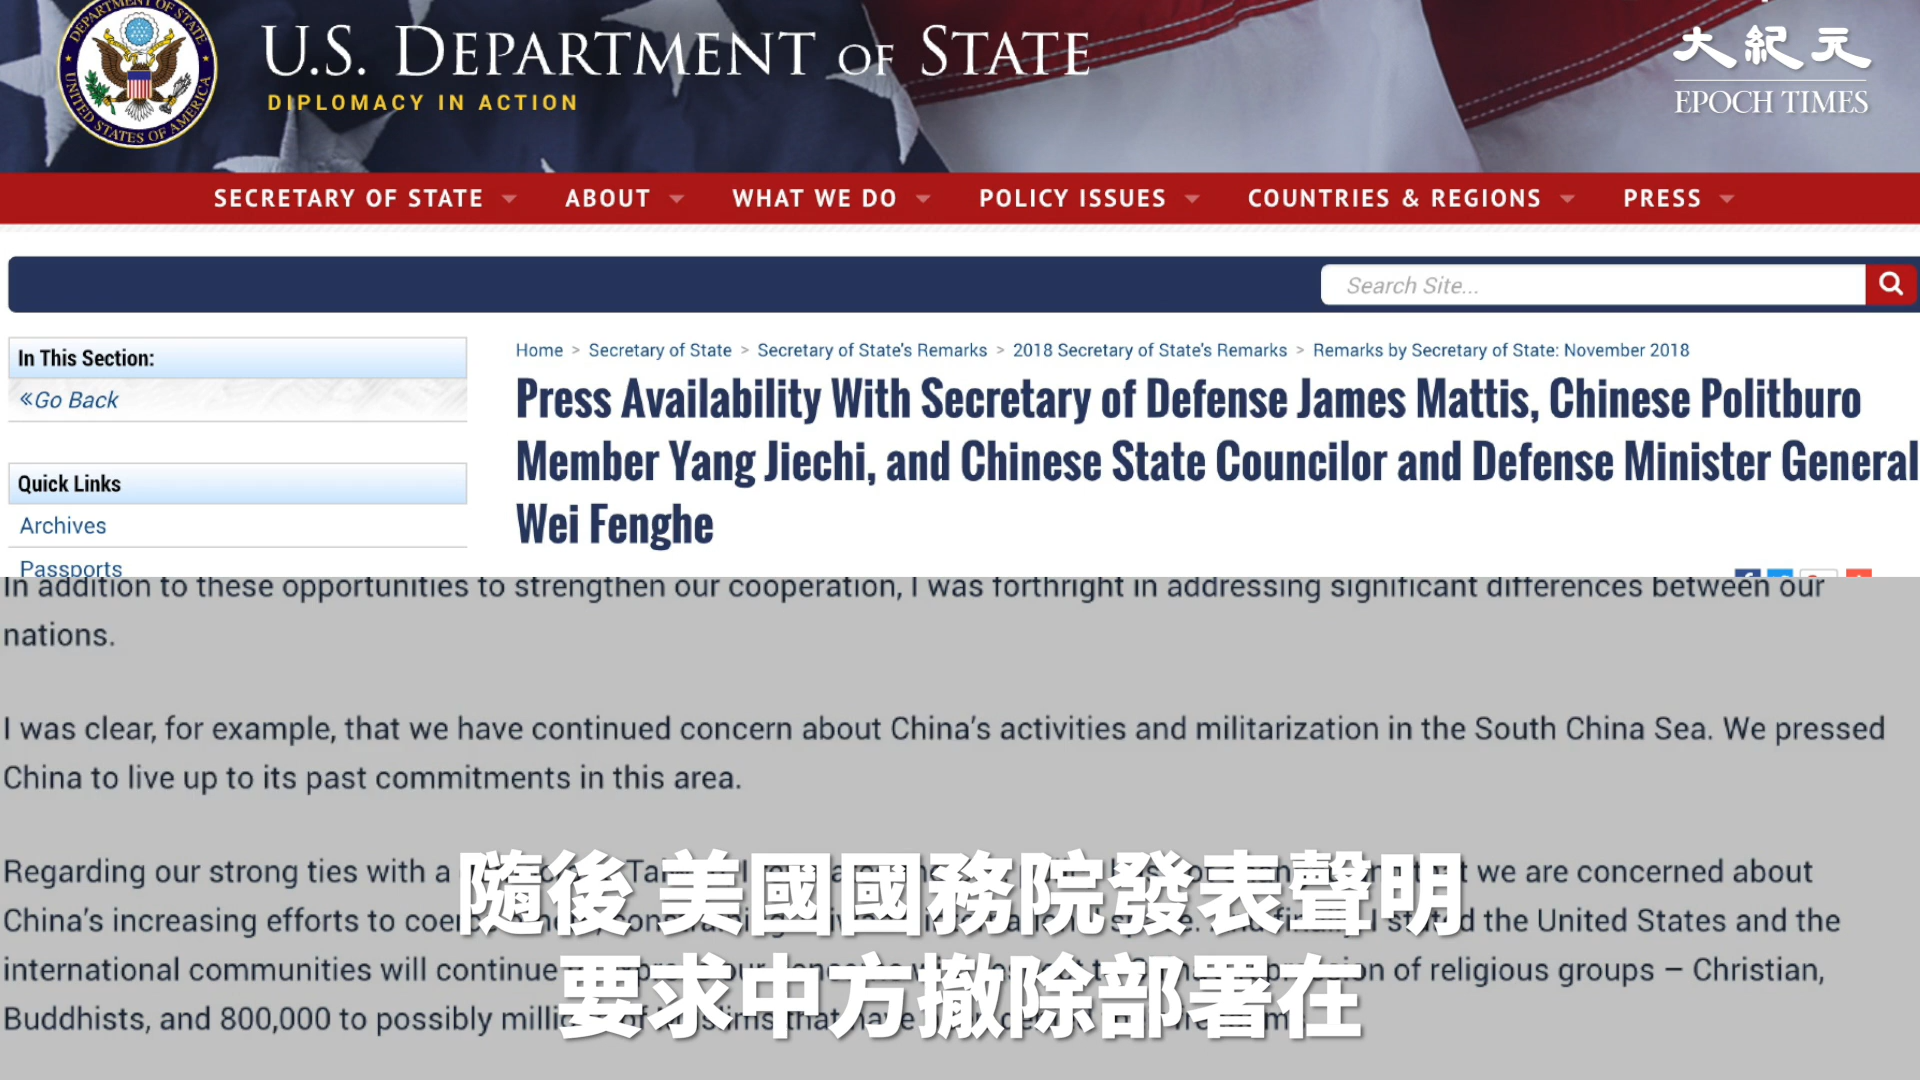 DEPARTMENT OF STATE
UNITED STATES OF AMERICA
U.S. DEPARTMENT OF STATE
DIPLOMACY IN ACTION
大紀元
EPOCH TIMES
SECRETARY OF STATE ABOUT WHAT WE DO POLICY ISSUES COUNTRIES & REGIONS PRESS
Search Site...
In This Section:
«Go Back
Quick Links
Archives
Passports
Home > Secretary of State > Secretary of State's Remarks > 2018 Secretary of State's Remarks > Remarks by Secretary of State: November 2018
Press Availability With Secretary of Defense James Mattis, Chinese Politburo
Member Yang Jiechi, and Chinese State Councilor and Defense Minister General
Wei Fenghe
In addition to these opportunities to strengthen our cooperation, I was forthright in addressing significant differences between our
nations.
I was clear, for example, that we have continued concern about China's activities and militarization in the South China Sea. We pressed
China to live up to its past commitments in this area.
Regarding our strong ties with a we are concerned about
China's increasing efforts to the United States and the
international communities will continue of religious groups – Christian,
Buddhists, and 800,000 to possibly
隨後 美國國務院發表聲明
要求中方撤除部署在